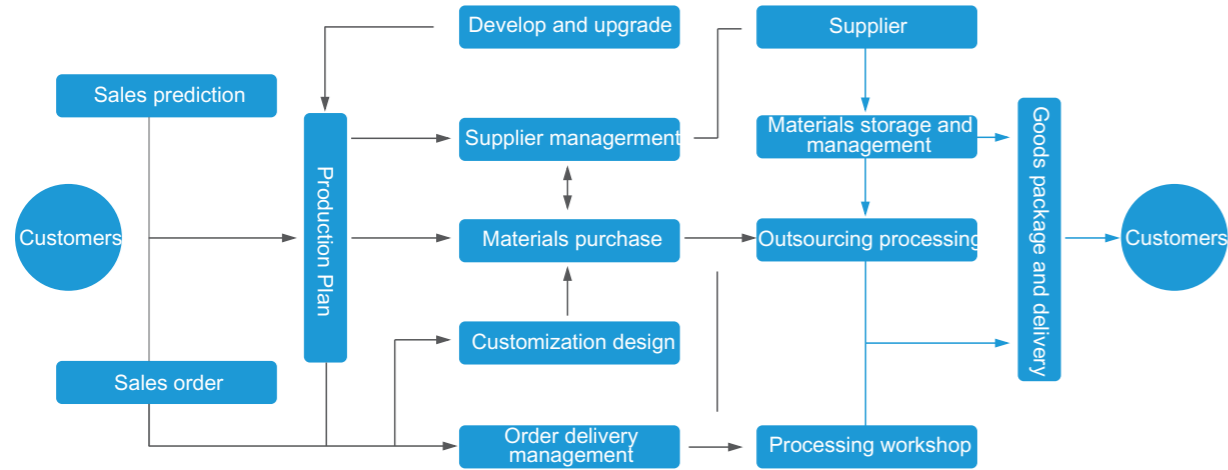 Develop and upgrade
Supplier
Sales prediction
Supplier managerment
Materials storage and
management
Goods package and delivery
Production Plan
Customers
Materials purchase
Outsourcing processing
Customers
Customization design
Sales order
Order delivery
management
Processing workshop